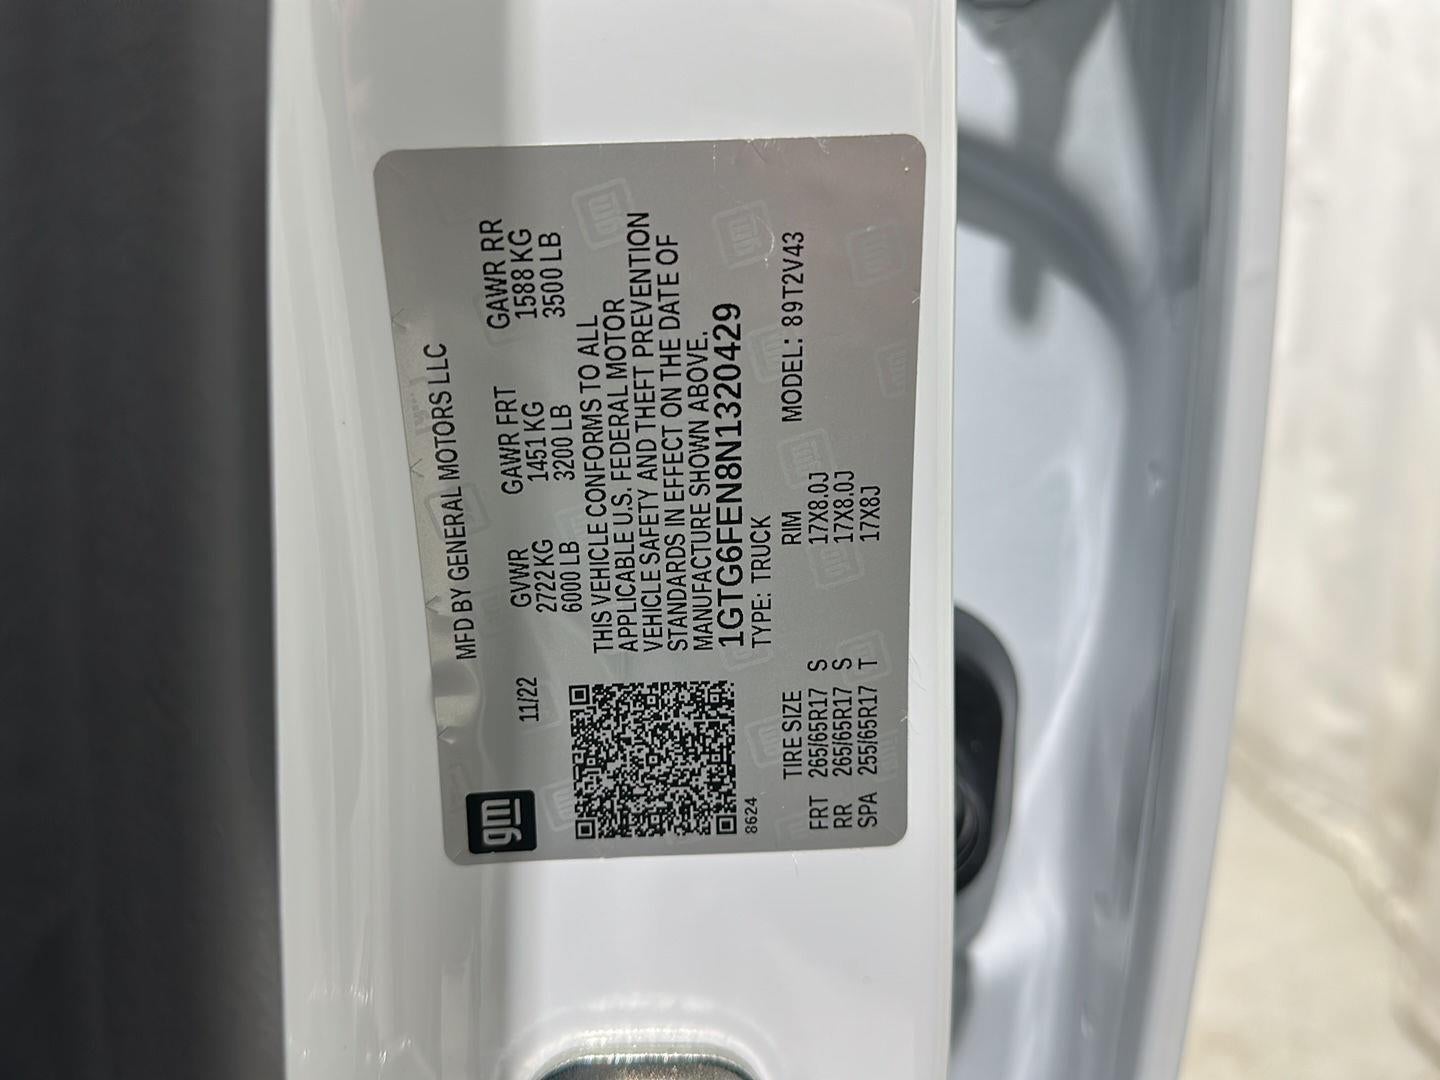 gm
MFD BY GENERAL MOTORS LLC
11/22
GVWR GAWR FRT GAWR RR
2722 KG 1451 KG 1588 KG
6000 LB 3200 LB 3500 LB
THIS VEHICLE CONFORMS TO ALL
APPLICABLE U.S. FEDERAL MOTOR
VEHICLE SAFETY AND THEFT PREVENTION
STANDARDS IN EFFECT ON THE DATE OF
MANUFACTURE SHOWN ABOVE.
1GTG6FEN8N1320429
8624
TYPE: TRUCK MODEL: 89T2V43
TIRE SIZE RIM
FRT 265/65R17 S 17X8.0J
RR 265/65R17 S 17X8.0J
SPA 255/65R17 T 17X8J